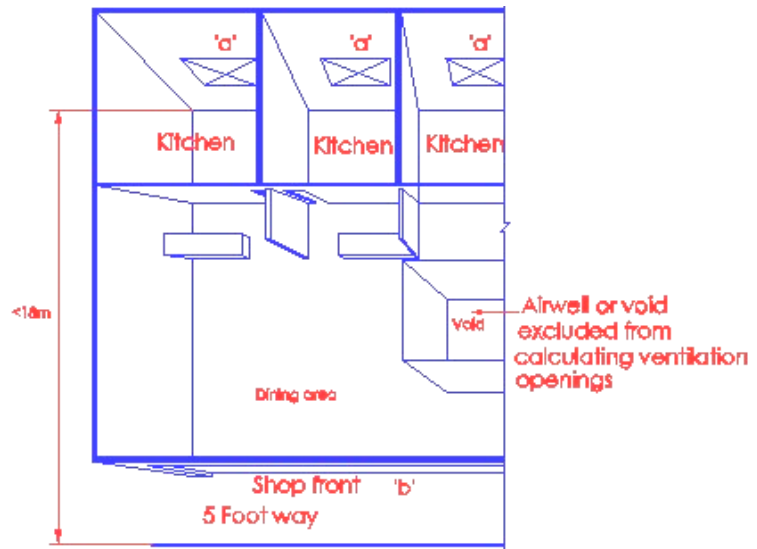 'a' 'a' 'a'
Kitchen Kitchen Kitchen
<18m
Void
Airwell or void
excluded from
calculating ventilation
openings
Dining area
Shop front 'b'
5 Foot way